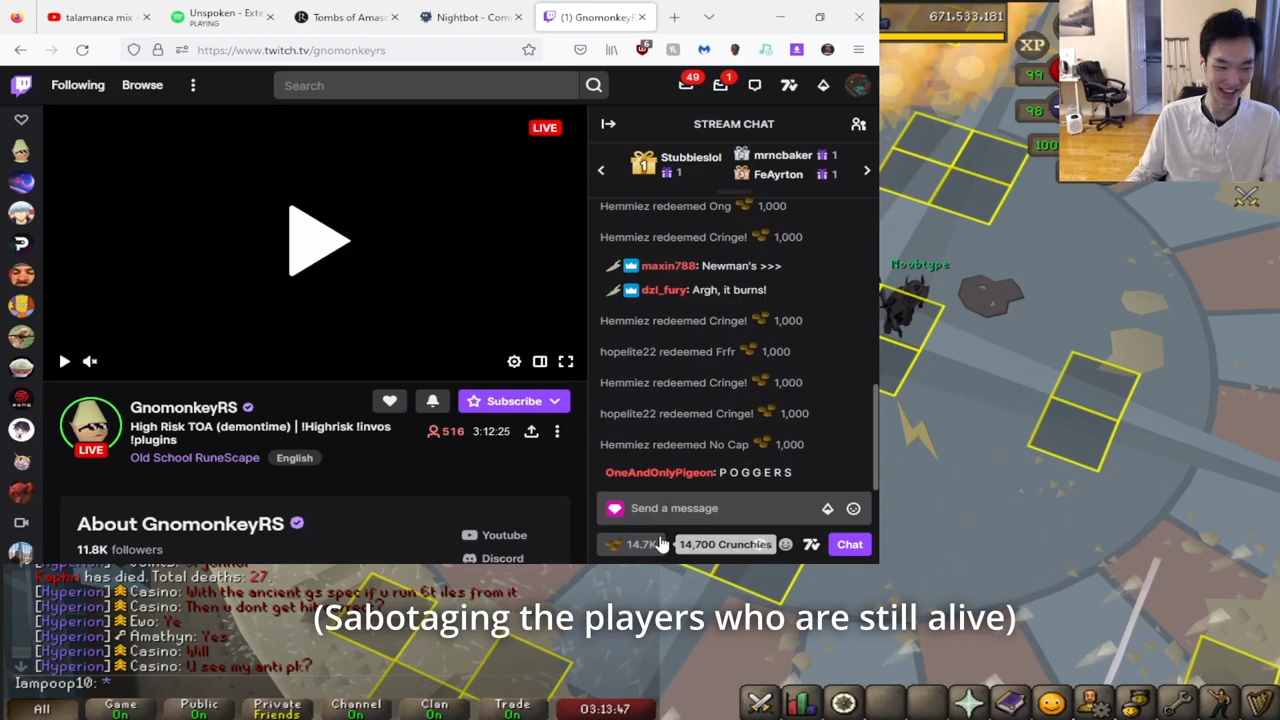 talamanca mix -
Unspoken - Exte
PLAYING
Tombs of Amasc
Nightbot - Com
(1) GnomonkeyR
https://www.twitch.tv/gnomonkeyrs
6
Following
Browse
Search
49
1
LIVE
STREAM CHAT
1
Stubbieslol
1
mrncbaker 1
FeAyrton 1
Hemmiez redeemed Ong 1,000
Hemmiez redeemed Cringe! 1,000
maxin788: Newman's >>>
dzl_fury: Argh, it burns!
Hemmiez redeemed Cringe! 1,000
hopelite22 redeemed Frfr 1,000
Hemmiez redeemed Cringe! 1,000
hopelite22 redeemed Cringe! 1,000
Hemmiez redeemed No Cap 1,000
OneAndOnlyPigeon: P O G G E R S
Send a message
14.7K
14,700 Crunchies
Chat
GnomonkeyRS
Subscribe
LIVE
High Risk TOA (demontime) | !Highrisk !invos
!plugins
516
3:12:25
Old School RuneScape
English
About GnomonkeyRS
11.8K followers
Youtube
Discord
671,533,181
XP
99
98
100
Noobtype
has died. Total deaths: 27.
[Hyperion] Casino: With the ancient gs spec if u run 6t iles from it
[Hyperion] Casino: Then u dont get hit
[Hyperion] Ewo: Ye
[Hyperion] Amathyn: Yes
[Hyperion] Casino: Will
[Hyperion] Casino: U see my anti pk?
Iampoop10: *
(Sabotaging the players who are still alive)
All
Game
On
Public
On
Private
Friends
Channel
On
Clan
On
Trade
On
03:13:47